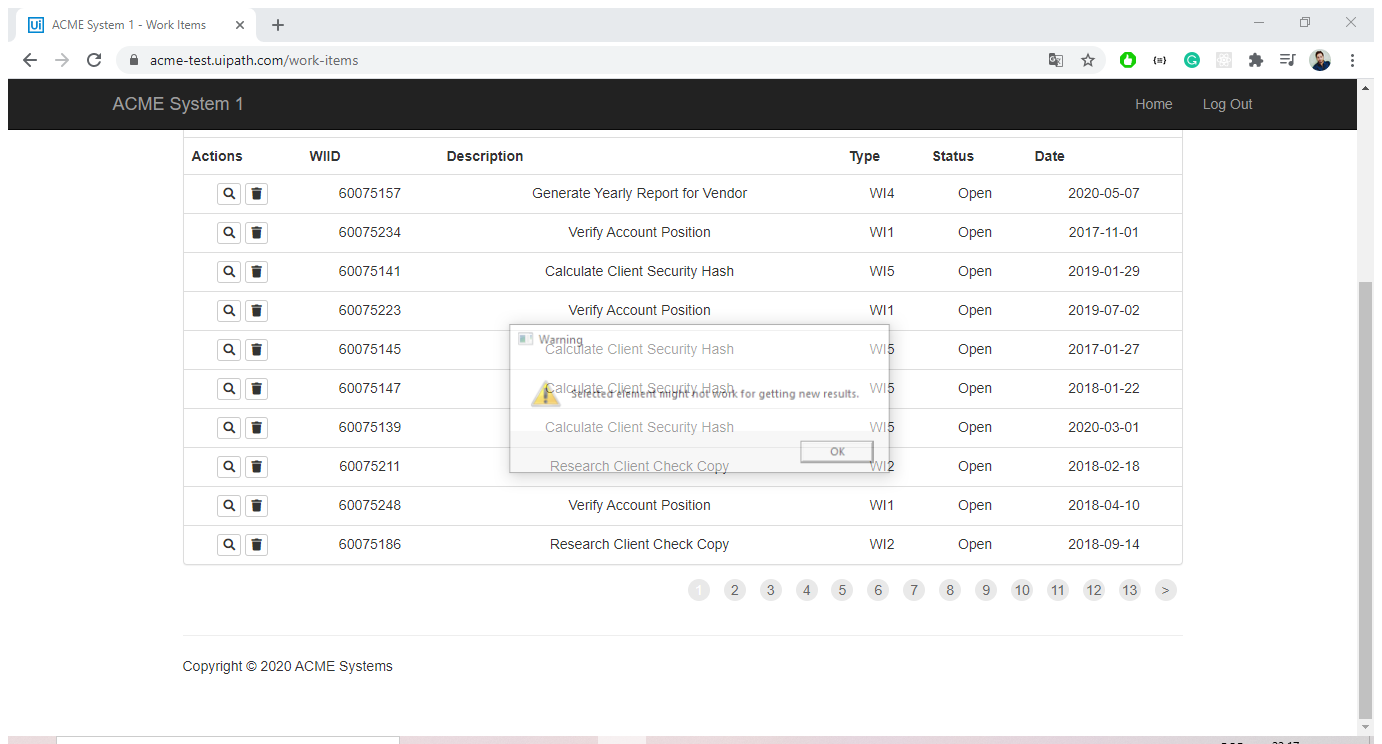 ACME System 1 - Work Items
acme-test.uipath.com/work-items
ACME System 1 Home Log Out
Actions WIID Description Type Status Date
60075157 Generate Yearly Report for Vendor WI4 Open 2020-05-07
60075234 Verify Account Position WI1 Open 2017-11-01
60075141 Calculate Client Security Hash WI5 Open 2019-01-29
60075223 Verify Account Position WI1 Open 2019-07-02
Warning
60075145 Calculate Client Security Hash WI5 Open 2017-01-27
60075147 Calculate Client Security Hash WI5 Open 2018-01-22
Selected element might not work for getting new results.
60075139 Calculate Client Security Hash WI5 Open 2020-03-01
OK
60075211 Research Client Check Copy WI2 Open 2018-02-18
60075248 Verify Account Position WI1 Open 2018-04-10
60075186 Research Client Check Copy WI2 Open 2018-09-14
1 2 3 4 5 6 7 8 9 10 11 12 13 >
Copyright © 2020 ACME Systems